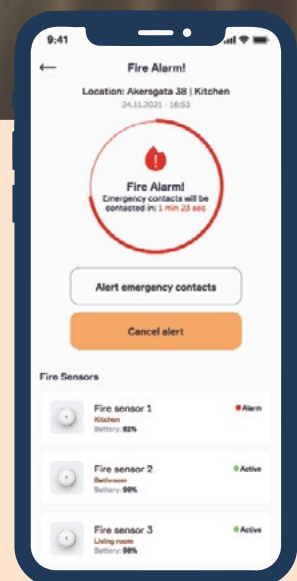 9:41
Fire Alarm!
Location: Akersgata 38 | Kitchen
24.11.2021 - 16:53
Fire Alarm!
Emergency contacts will be
contacted in: 1 min 23 sec
Alert emergency contacts
Cancel alert
Fire Sensors
Fire sensor 1
Alarm
Kitchen
Battery: 81%
Fire sensor 2
Active
Bathroom
Battery: 99%
Fire sensor 3
Active
Living room
Battery: 98%